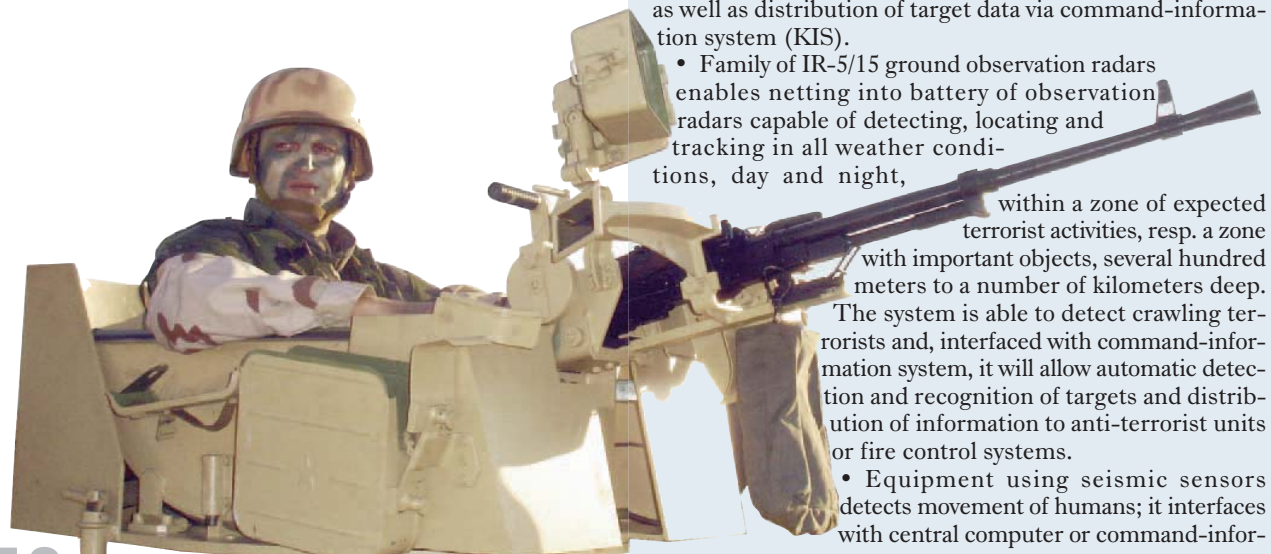 as well as distribution of target data via command-informa-
tion system (KIS).
• Family of IR-5/15 ground observation radars
enables netting into battery of observation
radars capable of detecting, locating and
tracking in all weather condi-
tions, day and night,
within a zone of expected
terrorist activities, resp. a zone
with important objects, several hundred
meters to a number of kilometers deep.
The system is able to detect crawling ter-
rorists and, interfaced with command-infor-
mation system, it will allow automatic detec-
tion and recognition of targets and distrib-
ution of information to anti-terrorist units
or fire control systems.
• Equipment using seismic sensors
detects movement of humans; it interfaces
with central computer or command-infor-